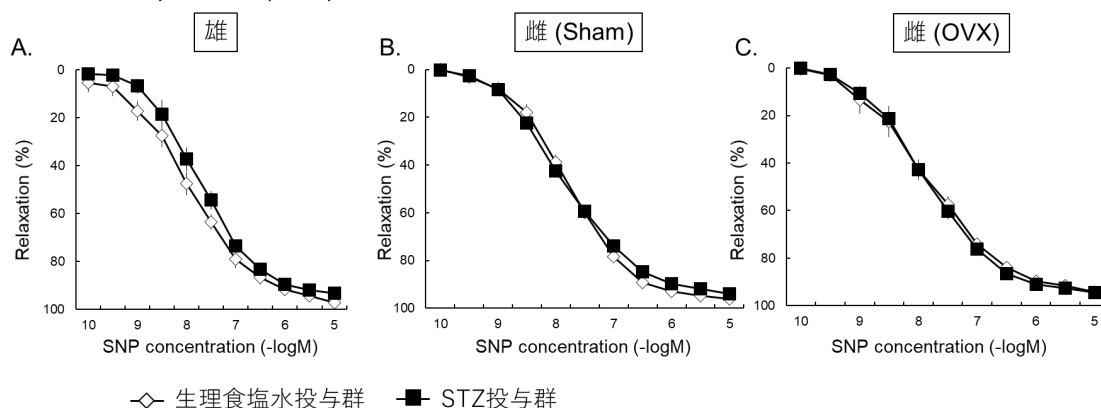 雄
雌 (Sham)
雌 (OVX)
A.
B.
C.
Relaxation (%)
0
20
40
60
80
100
10 9 8 7 6 5
SNP concentration (-logM)
Relaxation (%)
0
20
40
60
80
100
10 9 8 7 6 5
SNP concentration (-logM)
Relaxation (%)
0
20
40
60
80
100
10 9 8 7 6 5
SNP concentration (-logM)
生理食塩水投与群 STZ投与群